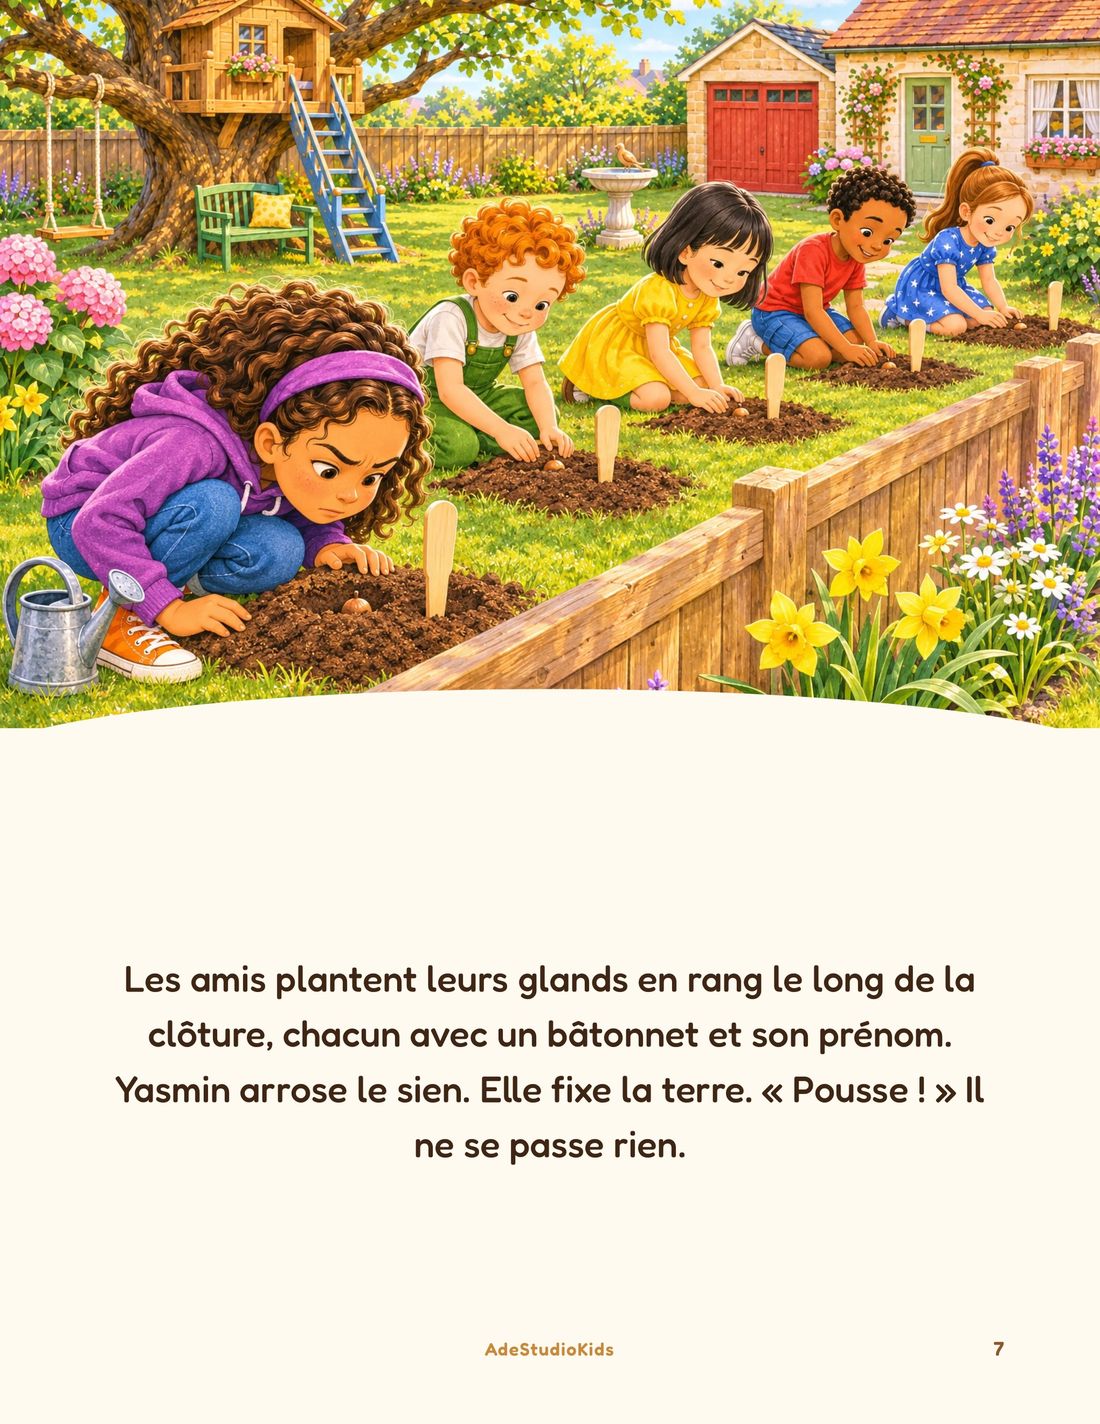 Les amis plantent leurs glands en rang le long de la
clôture, chacun avec un bâtonnet et son prénom.
Yasmin arrose le sien. Elle fixe la terre. « Pousse ! » Il
ne se passe rien.
AdeStudioKids
7